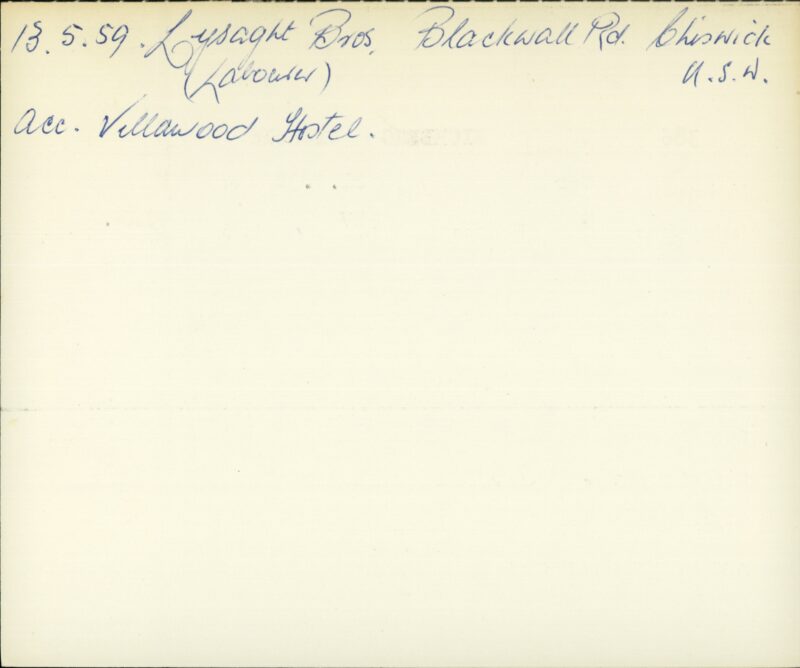 13.5.59. Lysaght Bros, Blackwall Rd. Chiswick
(Labourer) N.S.W.
Acc. Villawood Hostel.